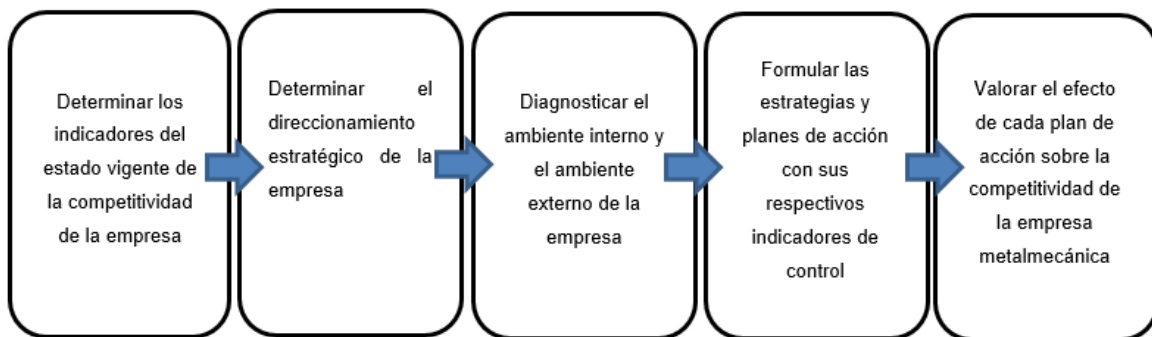 Determinar los
indicadores del
estado vigente de
la competitividad
de la empresa
Determinar el
direccionamiento
estratégico de la
empresa
Diagnosticar el
ambiente interno y
el ambiente
externo de la
empresa
Formular las
estrategias y
planes de acción
con sus
respectivos
indicadores de
control
Valorar el efecto
de cada plan de
acción sobre la
competitividad de
la empresa
metalmecánica